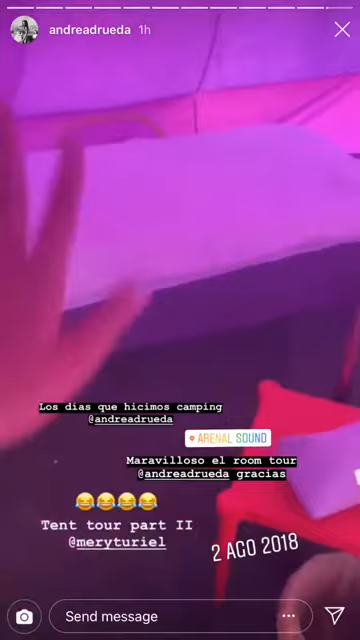 andreadrueda 1h
Los dias que hicimos camping
@andreadrueda
ARENAL SOUND
Maravilloso el room tour
@andreadrueda gracias
😂😂😂😂
Tent tour part II
@meryturiel
2 AGO 2018
Send message